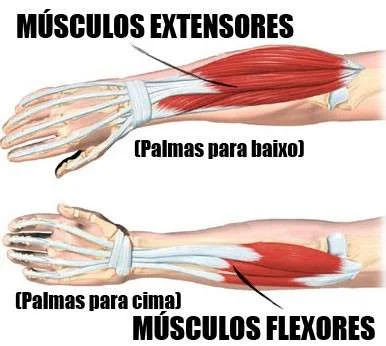 MÚSCULOS EXTENSORES
(Palmas para baixo)
(Palmas para cima)
MÚSCULOS FLEXORES